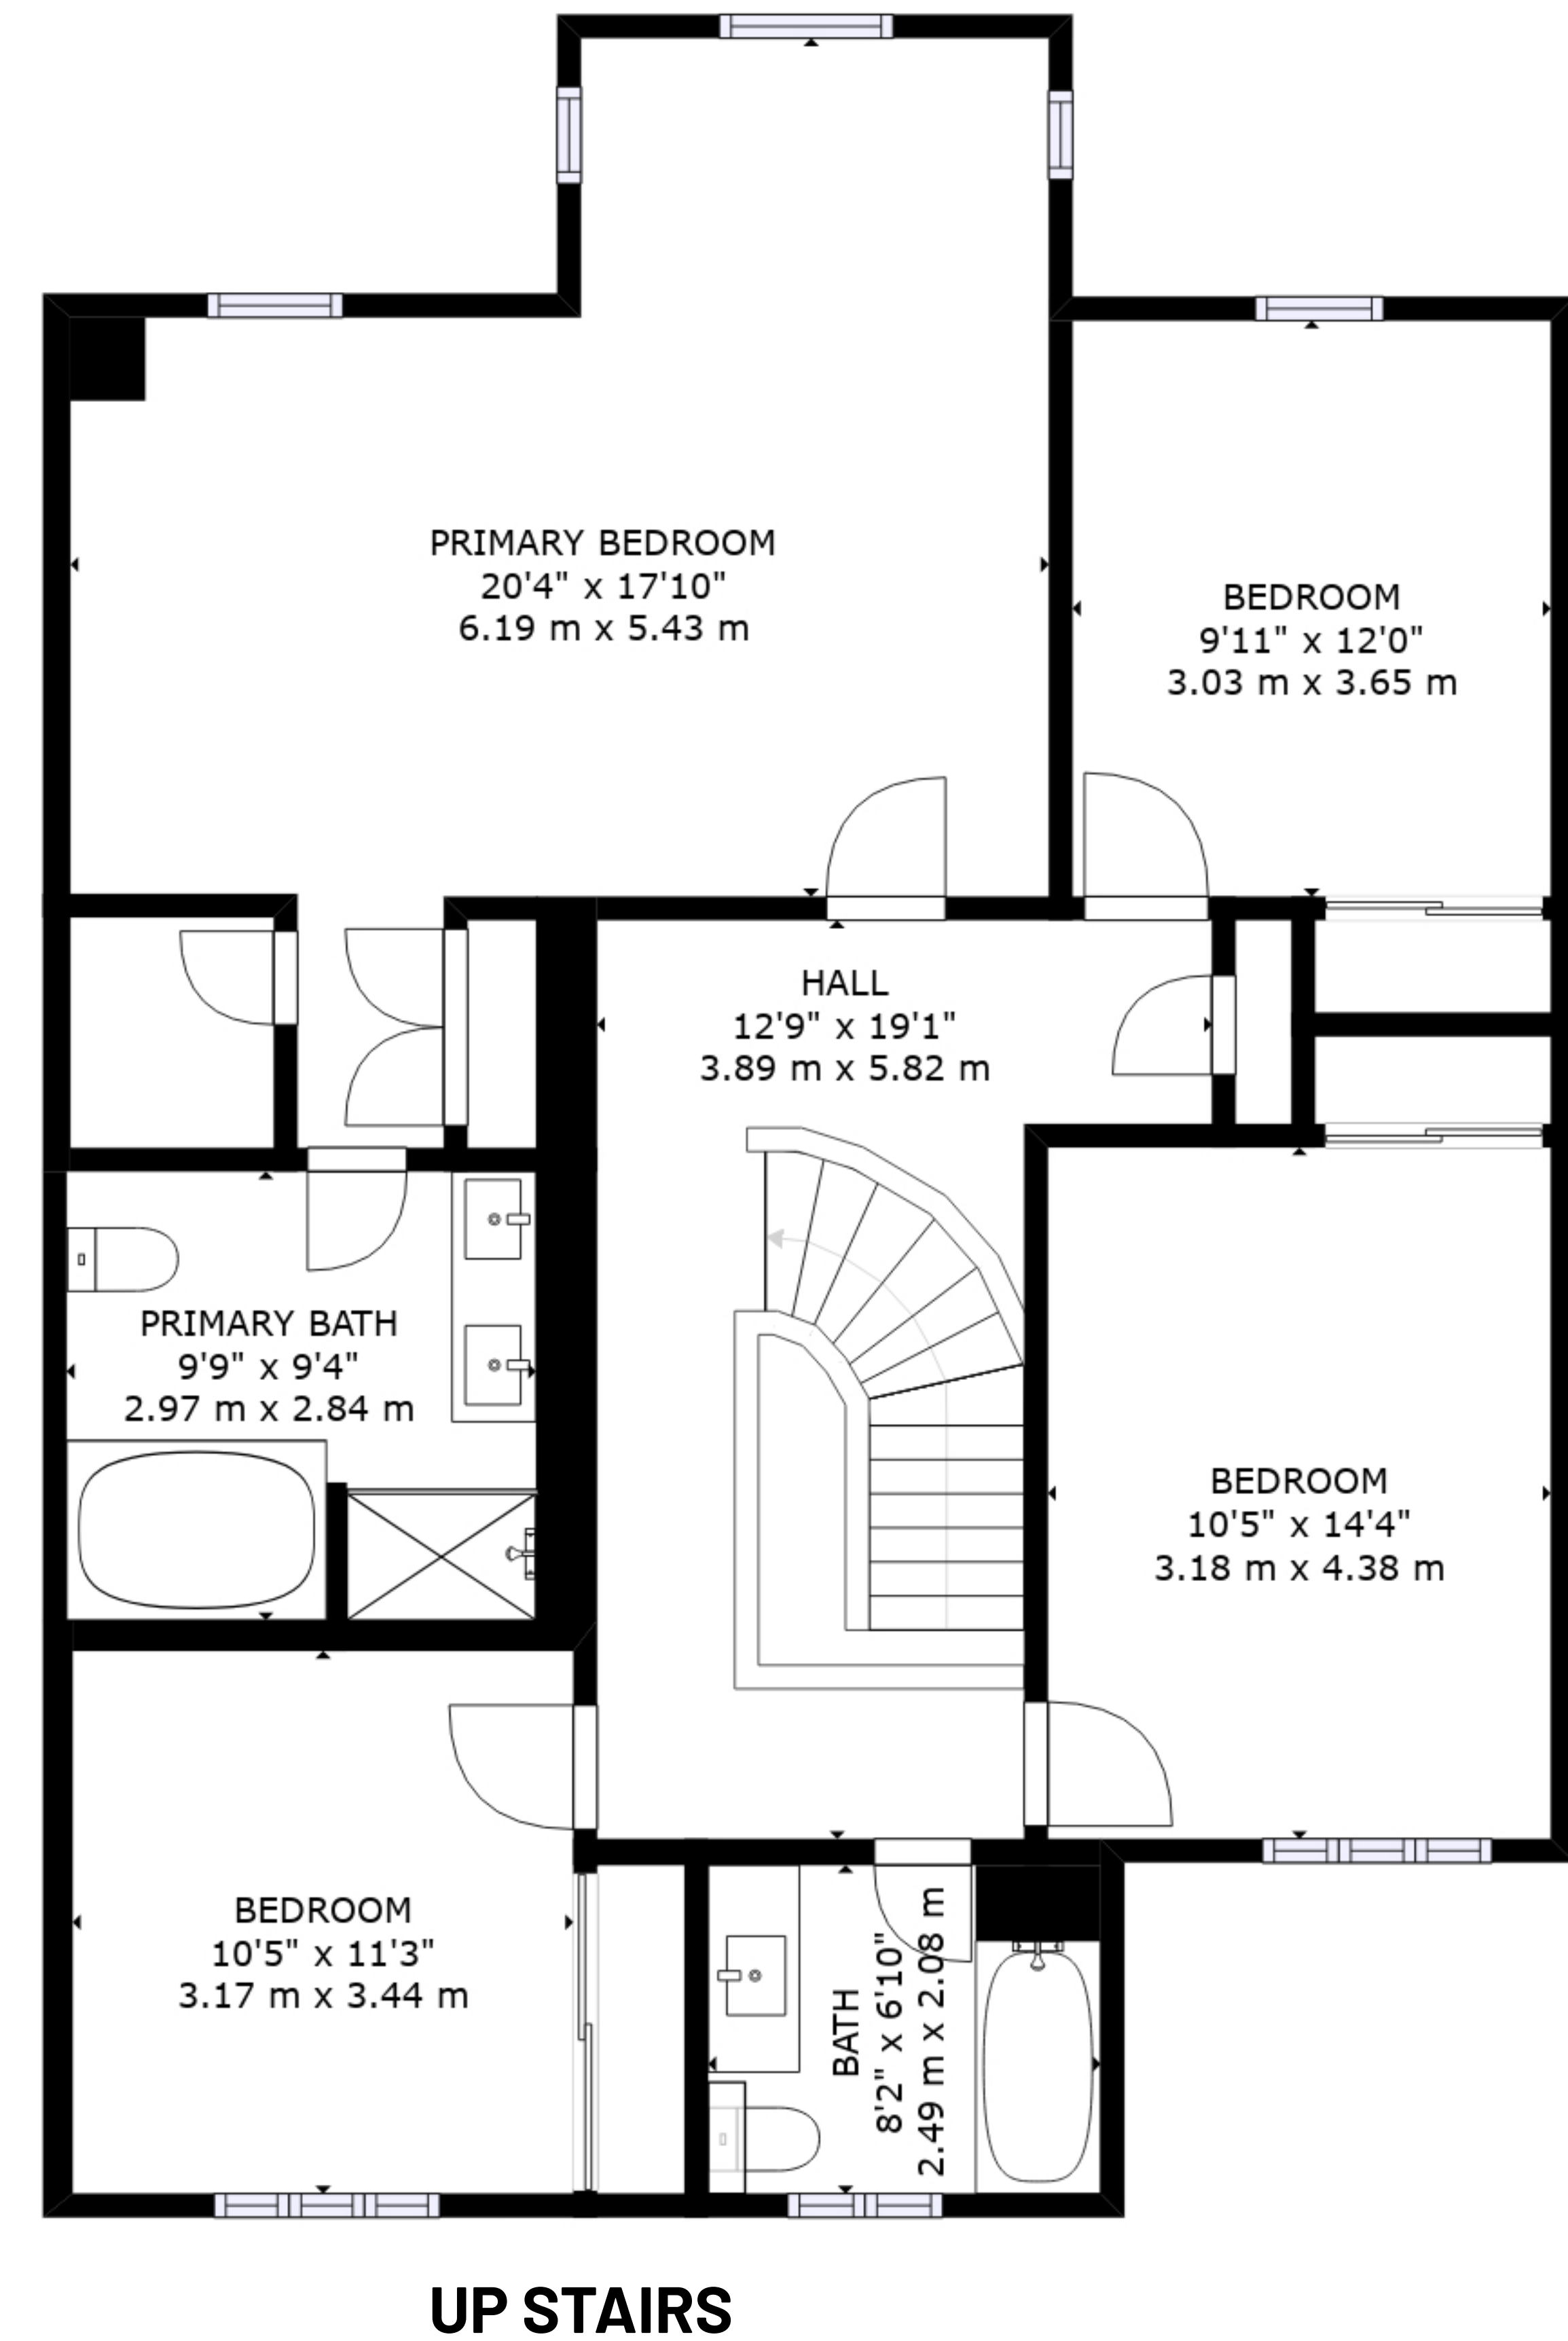 PRIMARY BEDROOM
20'4" x 17'10"
6.19 m x 5.43 m
BEDROOM
9'11" x 12'0"
3.03 m x 3.65 m
HALL
12'9" x 19'1"
3.89 m x 5.82 m
PRIMARY BATH
9'9" x 9'4"
2.97 m x 2.84 m
BEDROOM
10'5" x 14'4"
3.18 m x 4.38 m
BEDROOM
10'5" x 11'3"
3.17 m x 3.44 m
BATH
8'2" x 6'10"
2.49 m x 2.08 m
UP STAIRS